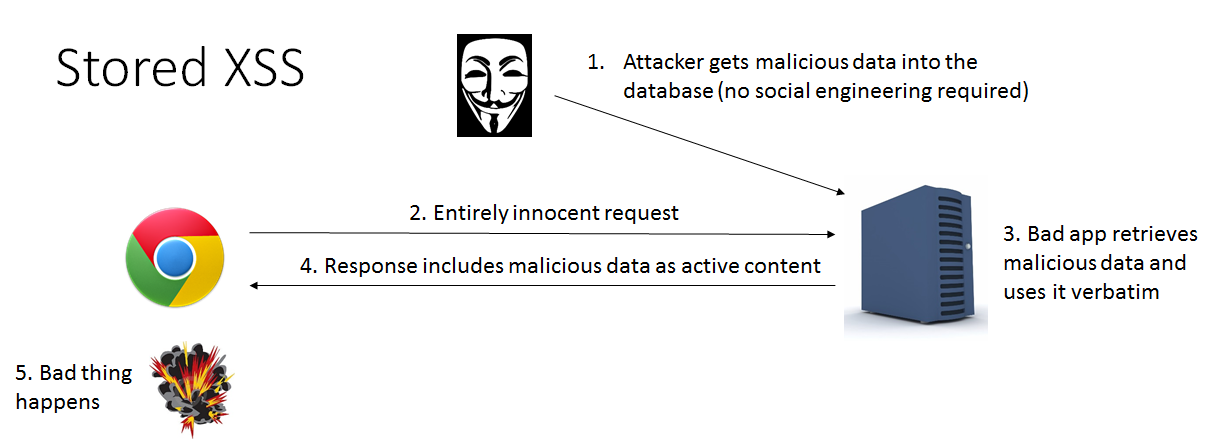 Stored XSS
1. Attacker gets malicious data into the
database (no social engineering required)
2. Entirely innocent request
3. Bad app retrieves
malicious data and
uses it verbatim
4. Response includes malicious data as active content
5. Bad thing
happens